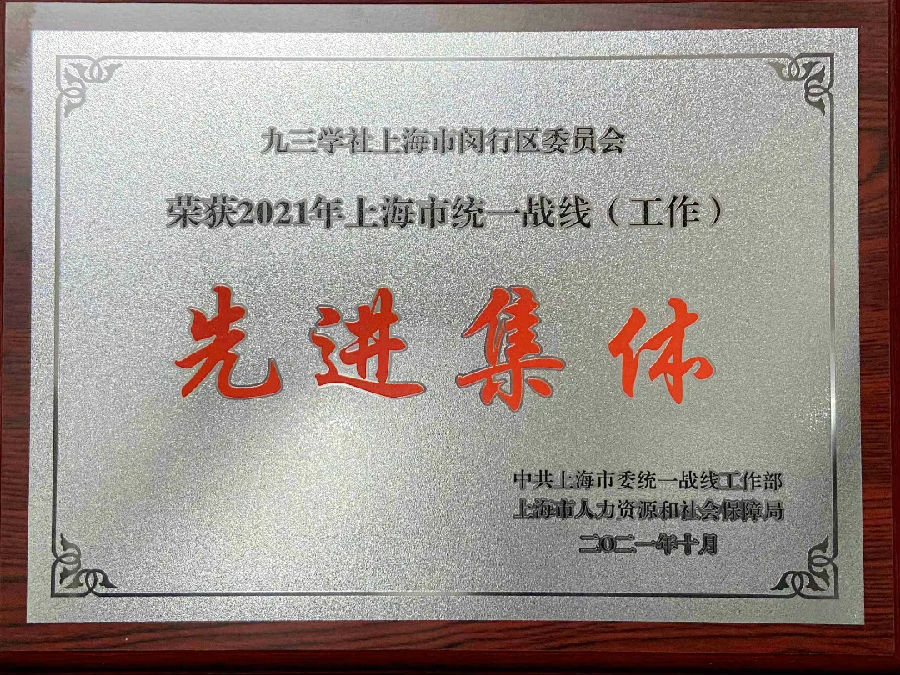 九三学社上海市闵行区委员会
荣获2021年上海市统一战线（工作）
先进集体
中共上海市委统一战线工作部
上海市人力资源和社会保障局
二〇二一年十月